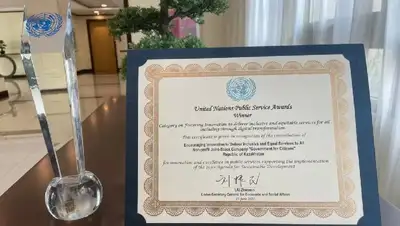 United Nations Public Service Awards
Winner
Category on Fostering innovation to deliver inclusive and equitable services for all
including through digital transformation
This certificate is given in recognition of the contribution of
Encouraging Innovation to Deliver Inclusive and Equal Services to All
Non-profit Joint Stock Company "Government for Citizens"
Republic of Kazakhstan
for innovation and excellence in public service, supporting the implementation
of the 2030 Agenda for Sustainable Development
Under-Secretary-General for Economic and Social Affairs